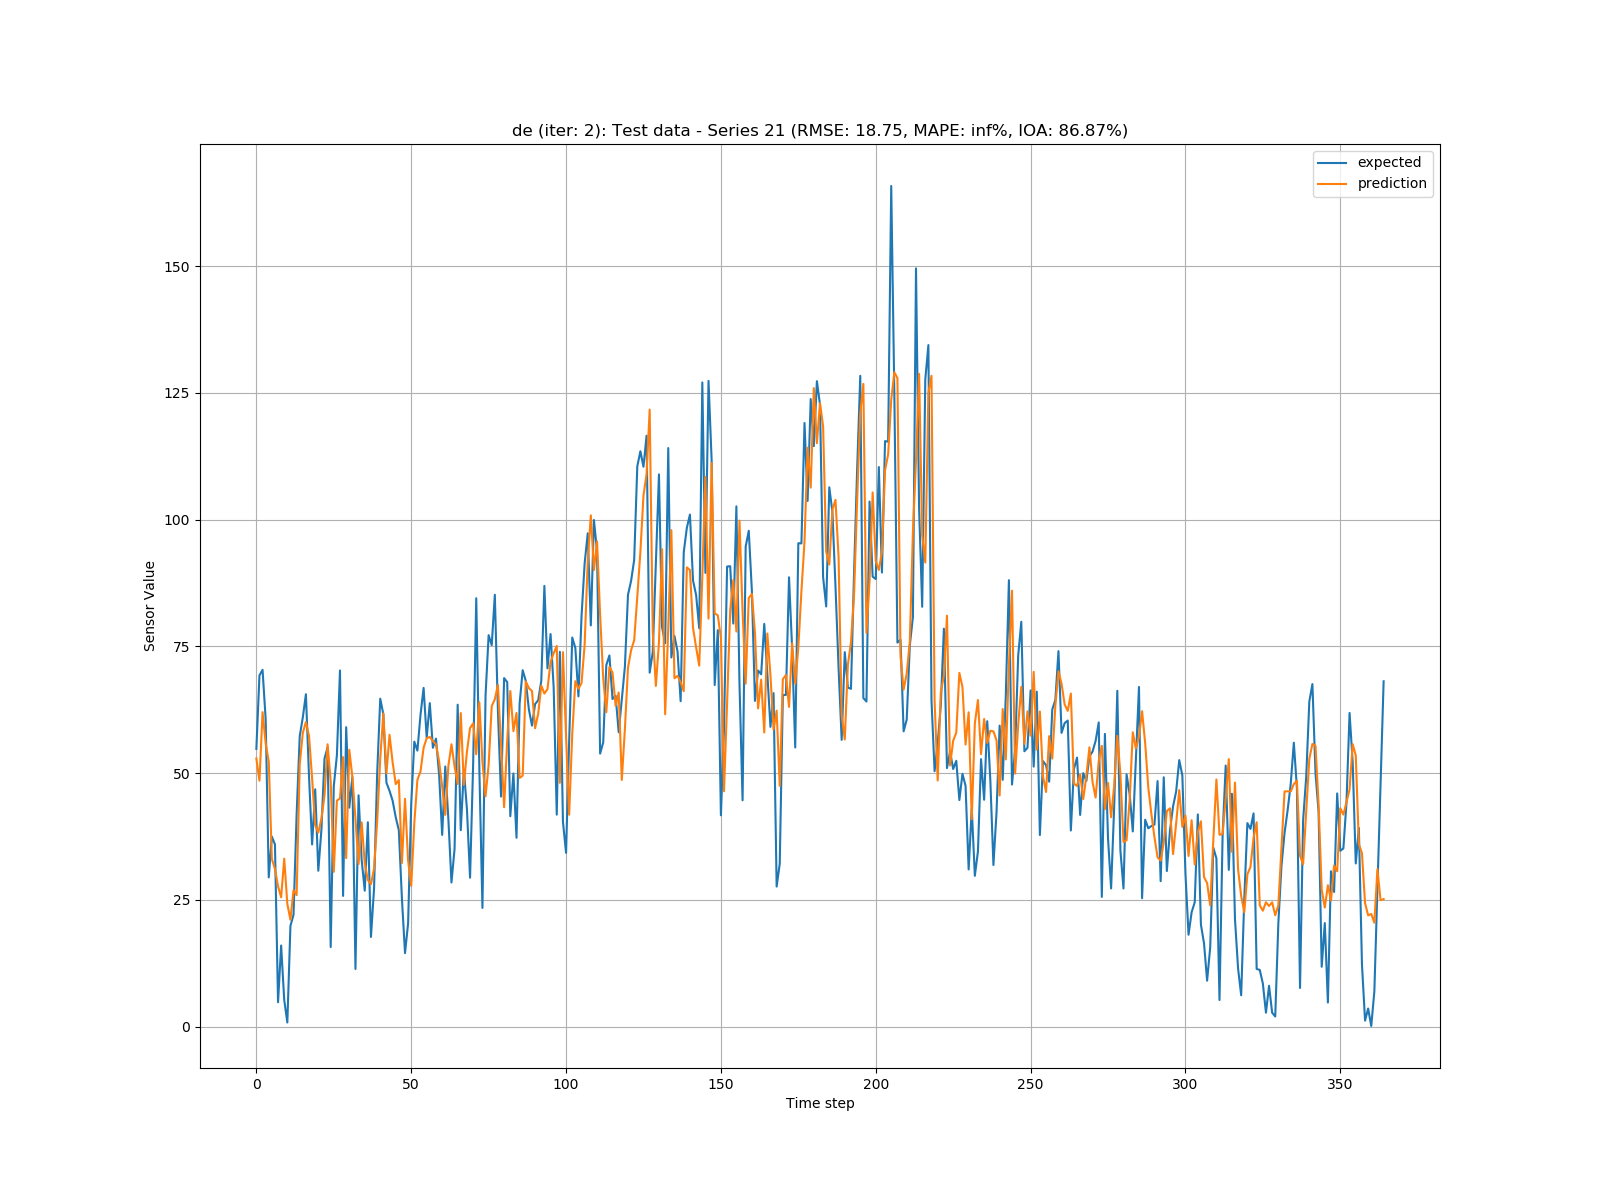 de (iter: 2): Test data - Series 21 (RMSE: 18.75, MAPE: inf%, IOA: 86.87%)
expected
prediction
150
125
100
75
50
25
0
Sensor Value
0 50 100 150 200 250 300 350
Time step